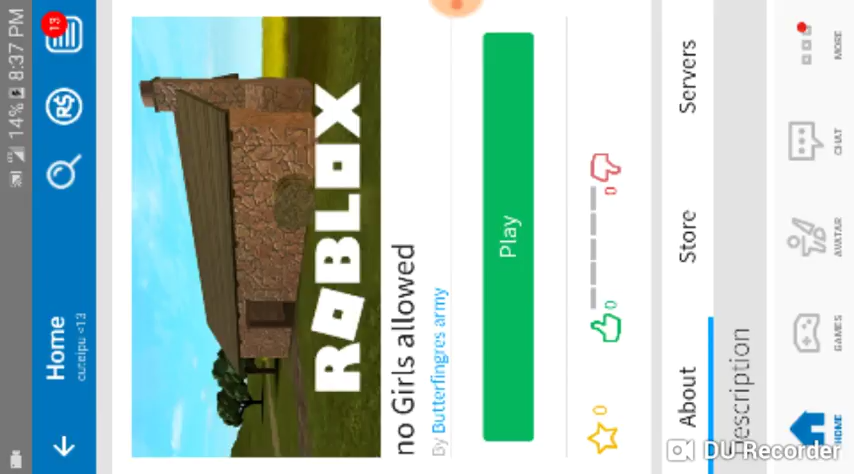 14% 8:37 PM
Home
cuteipu <13
R$
13
ROBLOX
no Girls allowed
By Butterfingres army
Play
0
0
0
About
Store
Servers
Description
HOME
GAMES
AVATAR
CHAT
MORE
DU Recorder